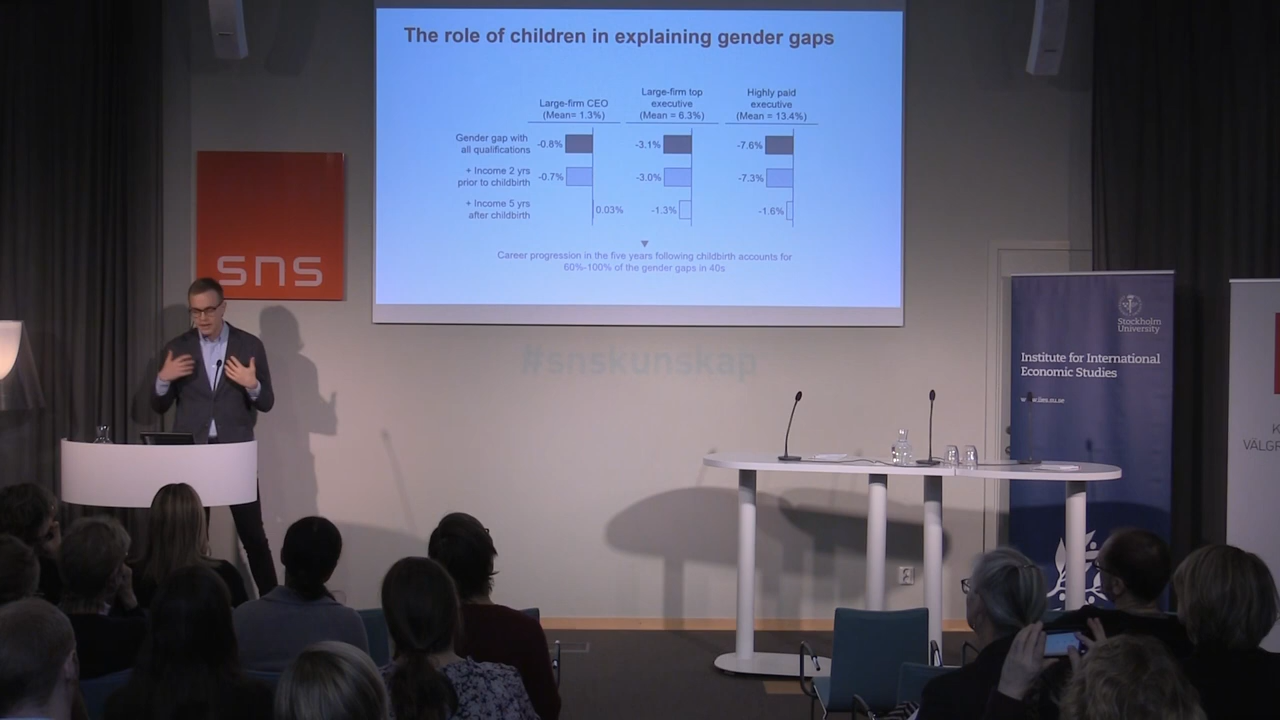 The role of children in explaining gender gaps
Large-firm CEO
(Mean= 1.3%)
Large-firm top
executive
(Mean = 6.3%)
Highly paid
executive
(Mean = 13.4%)
Gender gap with
all qualifications
-0.8%
-3.1%
-7.6%
+ Income 2 yrs
prior to childbirth
-0.7%
-3.0%
-7.3%
+ Income 5 yrs
after childbirth
0.03%
-1.3%
-1.6%
Career progression in the five years following childbirth accounts for
60%-100% of the gender gaps in 40s
sns
#snskunskap
Stockholm
University
Institute for International
Economic Studies